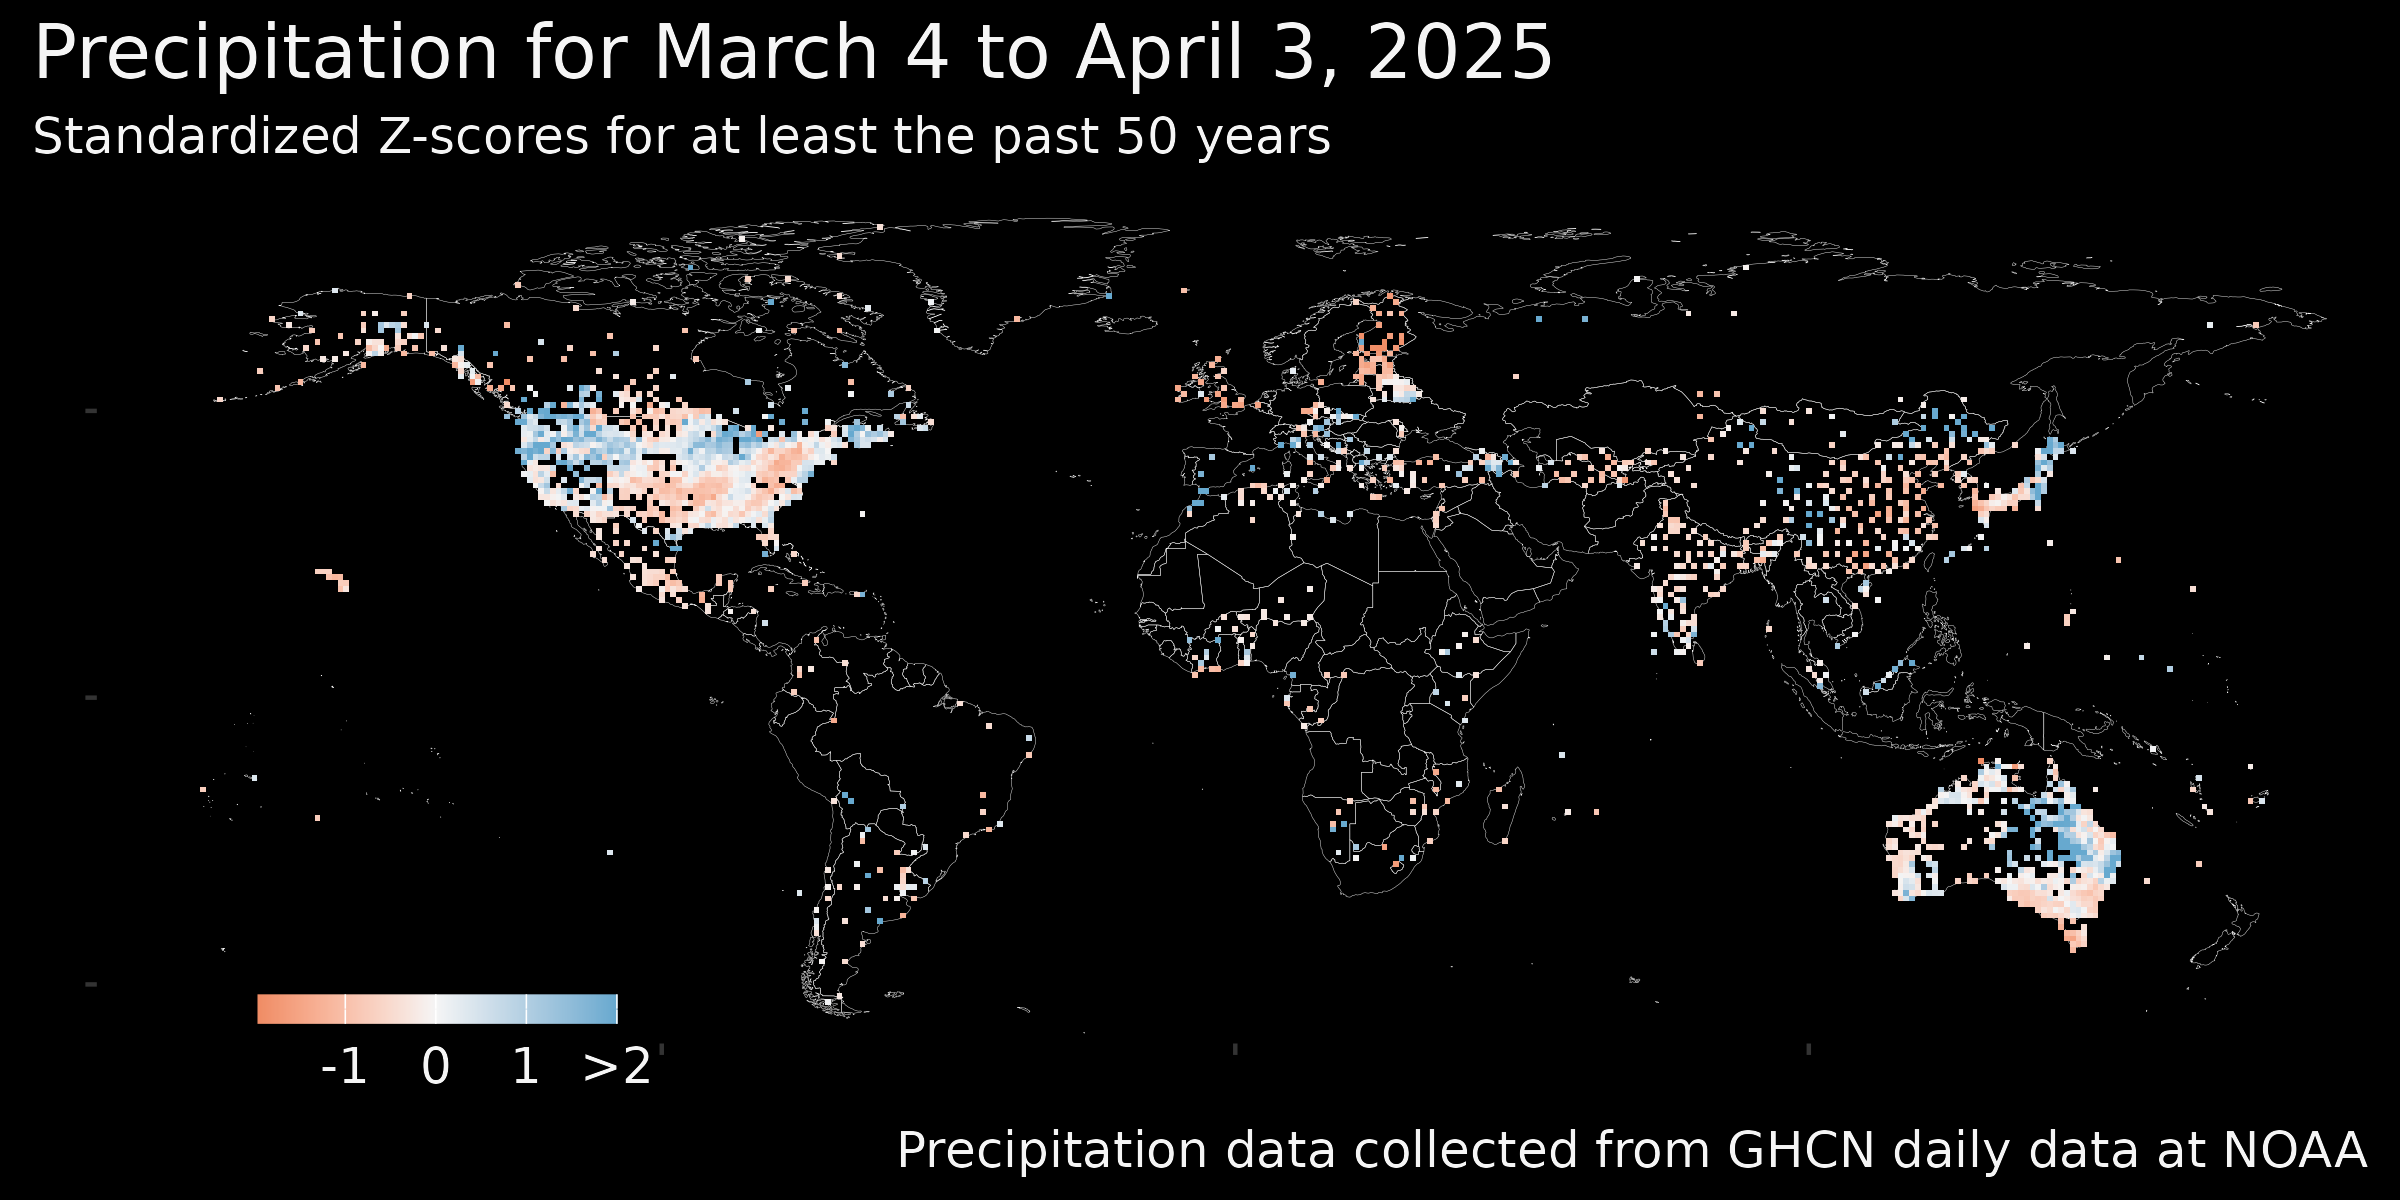 Precipitation for March 4 to April 3, 2025
Standardized Z-scores for at least the past 50 years
-1 0 1 >2
Precipitation data collected from GHCN daily data at NOAA